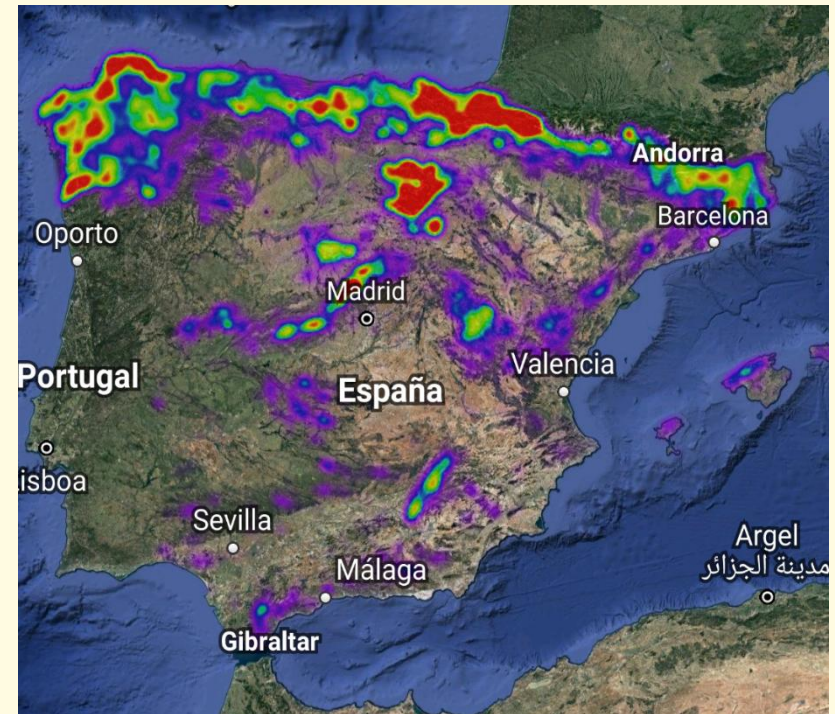 Andorra
Barcelona
Oporto
Madrid
Portugal
España
Valencia
isboa
Sevilla
Argel
مدينة الجزائر
Málaga
Gibraltar